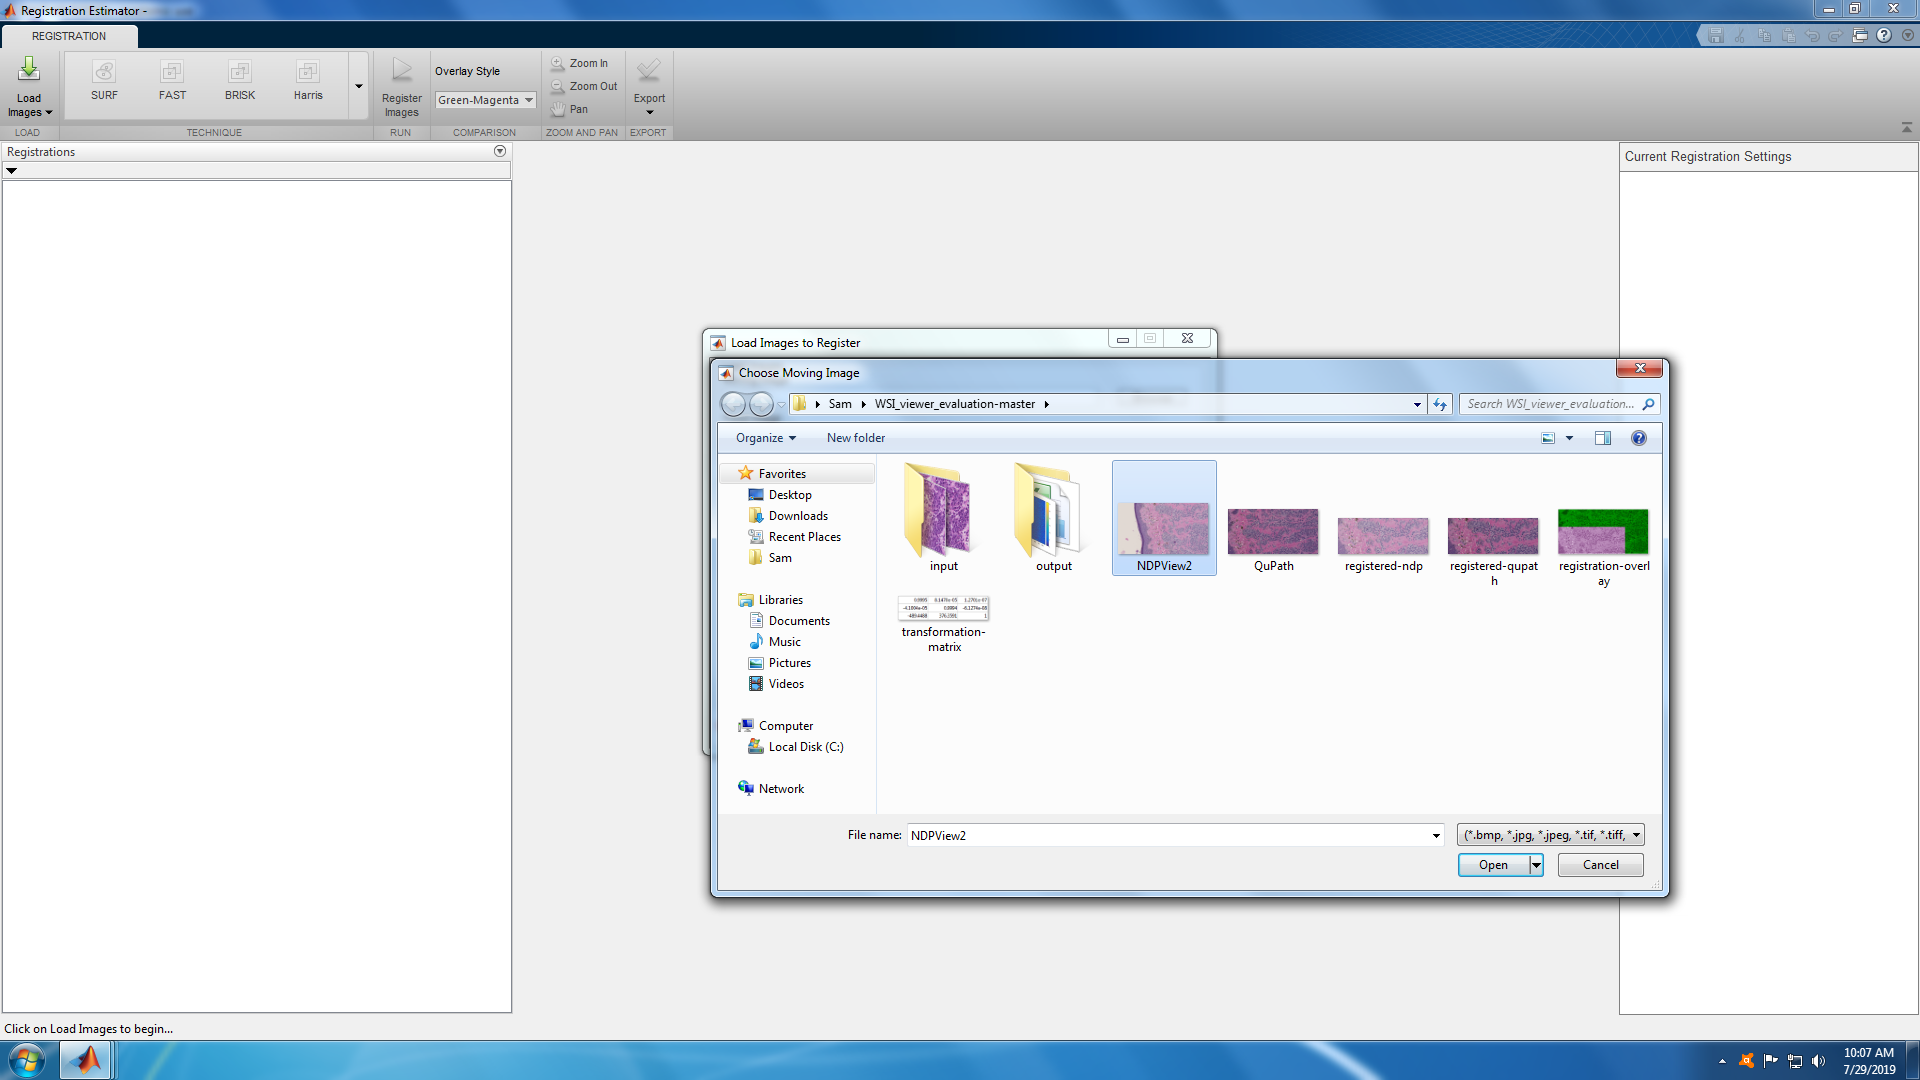 Registration Estimator -
REGISTRATION
Load Images
SURF
FAST
BRISK
Harris
Register Images
Overlay Style
Green-Magenta
Zoom In
Zoom Out
Pan
Export
LOAD
TECHNIQUE
RUN
COMPARISON
ZOOM AND PAN
EXPORT
Registrations
Current Registration Settings
Load Images to Register
Choose Moving Image
Sam
WSI_viewer_evaluation-master
Search WSI_viewer_evaluation...
Organize
New folder
Favorites
Desktop
Downloads
Recent Places
Sam
Libraries
Documents
Music
Pictures
Videos
Computer
Local Disk (C:)
Network
input
output
NDPView2
QuPath
registered-ndp
registered-qupat
h
registration-overl
ay
transformation-
matrix
File name:
NDPView2
(*.bmp, *.jpg, *.jpeg, *.tif, *.tiff,
Open
Cancel
Click on Load Images to begin...
10:07 AM
7/29/2019